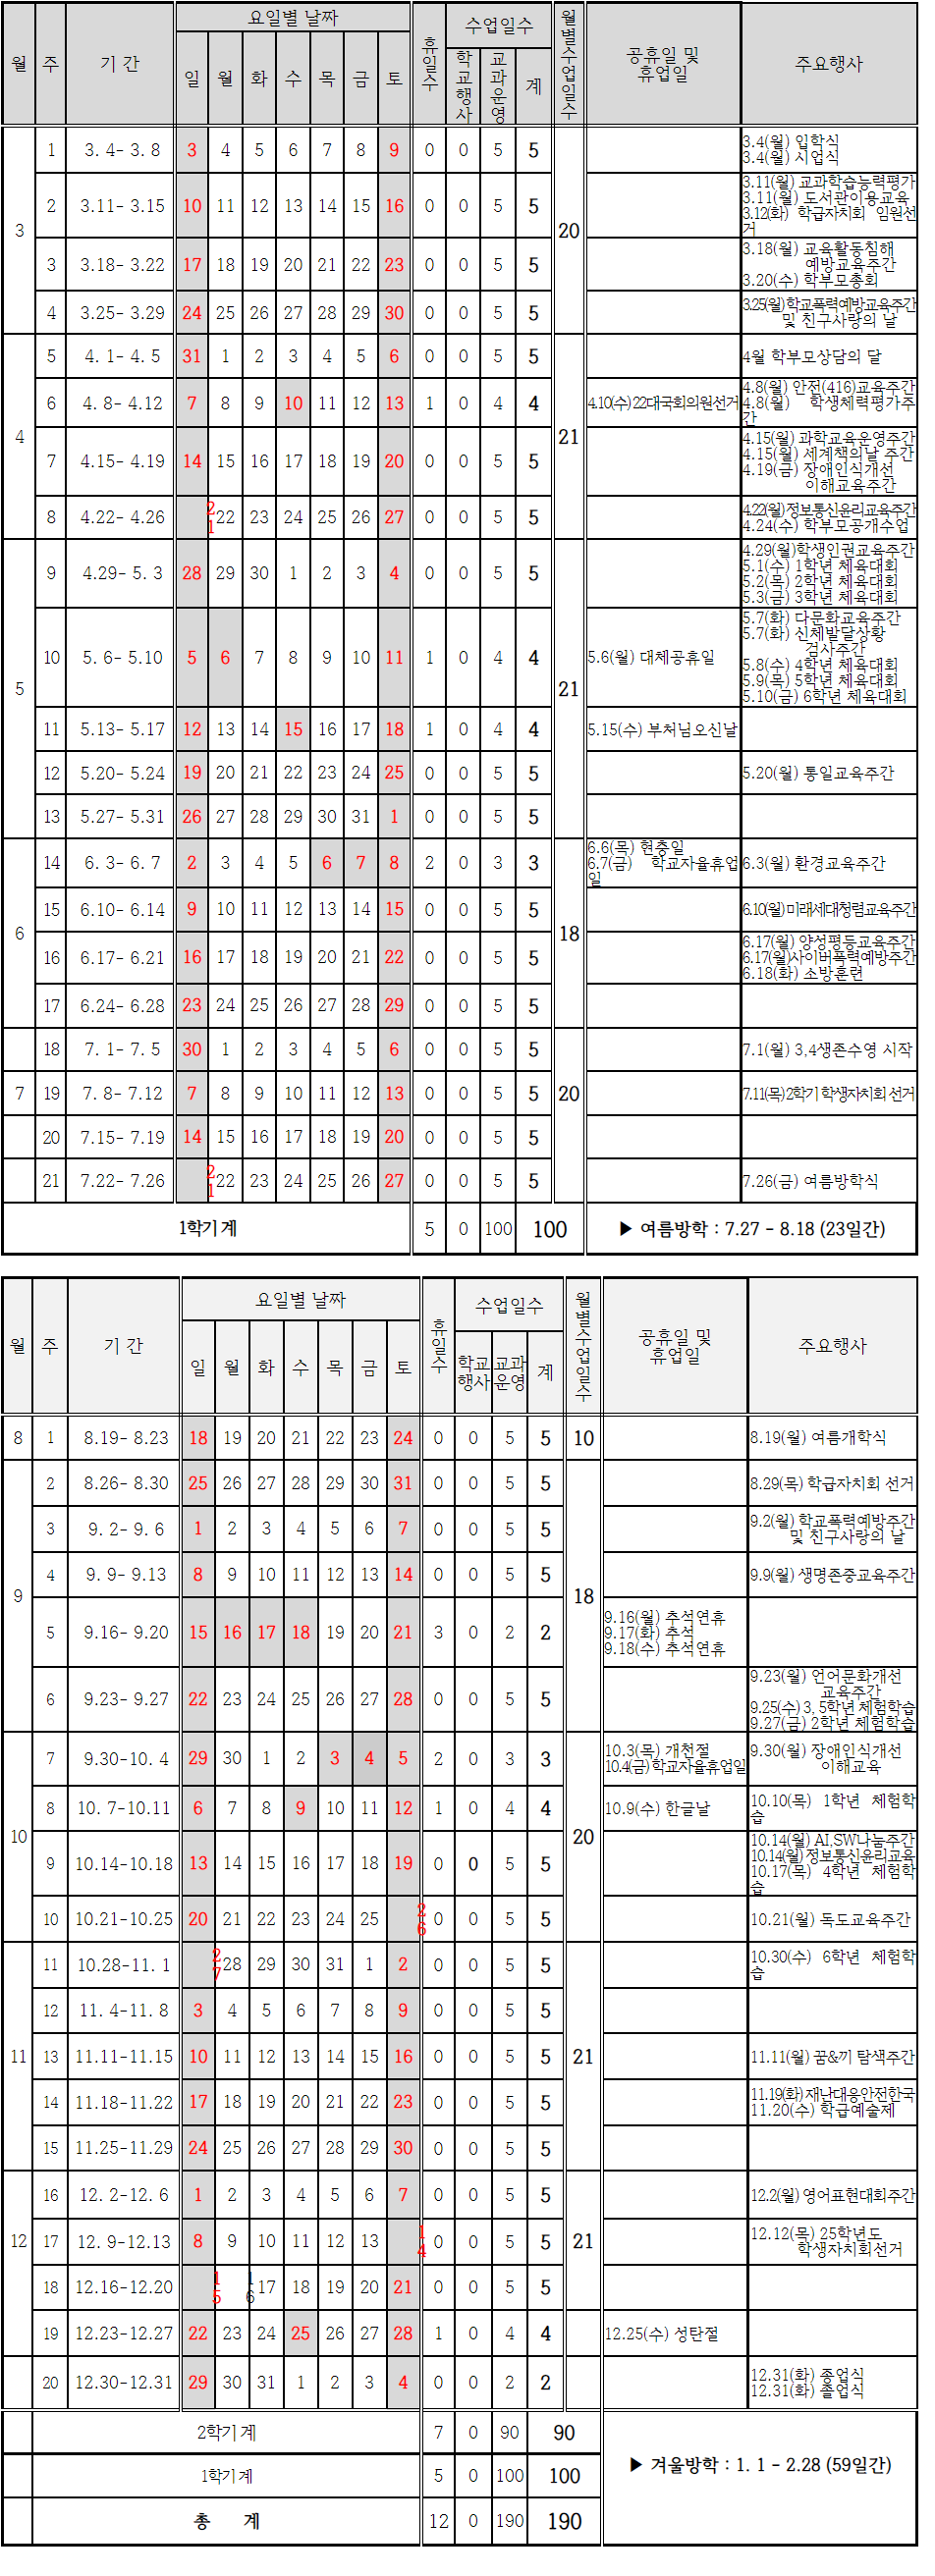 월 주 기 간 요일별 날짜 휴일수 수업일수 월별수업일수 공휴일 및 휴업일 주요행사
일 월 화 수 목 금 토 학교행사 교과운영 계
3 20
1 3. 4- 3. 8 3 4 5 6 7 8 9 0 0 5 5 3.4(월) 입학식
3.4(월) 시업식
2 3.11- 3.15 10 11 12 13 14 15 16 0 0 5 5 3.11(월) 교과학습능력평가
3.11(월) 도서관이용교육
3.12(화) 학급자치회 임원선
거
3 3.18- 3.22 17 18 19 20 21 22 23 0 0 5 5 3.18(월) 교육활동침해
예방교육주간
3.20(수) 학부모총회
4 3.25- 3.29 24 25 26 27 28 29 30 0 0 5 5 3.25(월)학교폭력예방교육주간
및 친구사랑의 날
4 21
5 4. 1- 4. 5 31 1 2 3 4 5 6 0 0 5 5 4월 학부모상담의 달
6 4. 8- 4.12 7 8 9 10 11 12 13 1 0 4 4 4.10(수) 22대국회의원선거 4.8(월) 안전(416)교육주간
4.8(월) 학생체력평가주
간
7 4.15- 4.19 14 15 16 17 18 19 20 0 0 5 5 4.15(월) 과학교육운영주간
4.15(월) 세계책의날 주간
4.19(금) 장애인식개선
이해교육주간
8 4.22- 4.26 21 22 23 24 25 26 27 0 0 5 5 4.22(월)정보통신윤리교육주간
4.24(수) 학부모공개수업
5 21
9 4.29- 5. 3 28 29 30 1 2 3 4 0 0 5 5 4.29(월)학생인권교육주간
5.1(수) 1학년 체육대회
5.2(목) 2학년 체육대회
5.3(금) 3학년 체육대회
10 5. 6- 5.10 5 6 7 8 9 10 11 1 0 4 4 5.6(월) 대체공휴일 5.7(화) 다문화교육주간
5.7(화) 신체발달상황
검사주간
5.8(수) 4학년 체육대회
5.9(목) 5학년 체육대회
5.10(금) 6학년 체육대회
11 5.13- 5.17 12 13 14 15 16 17 18 1 0 4 4 5.15(수) 부처님오신날
12 5.20- 5.24 19 20 21 22 23 24 25 0 0 5 5 5.20(월) 통일교육주간
13 5.27- 5.31 26 27 28 29 30 31 1 0 0 5 5
6 18
14 6. 3- 6. 7 2 3 4 5 6 7 8 2 0 3 3 6.6(목) 현충일
6.7(금) 학교자율휴업
일 6.3(월) 환경교육주간
15 6.10- 6.14 9 10 11 12 13 14 15 0 0 5 5 6.10(월)미래세대청렴교육주간
16 6.17- 6.21 16 17 18 19 20 21 22 0 0 5 5 6.17(월) 양성평등교육주간
6.17(월)사이버폭력예방주간
6.18(화) 소방훈련
17 6.24- 6.28 23 24 25 26 27 28 29 0 0 5 5
7 20
18 7. 1- 7. 5 30 1 2 3 4 5 6 0 0 5 5 7.1(월) 3,4생존수영 시작
19 7. 8- 7.12 7 8 9 10 11 12 13 0 0 5 5 7.11(목)2학기 학생자치회 선거
20 7.15- 7.19 14 15 16 17 18 19 20 0 0 5 5
21 7.22- 7.26 21 22 23 24 25 26 27 0 0 5 5 7.26(금) 여름방학식
1학기 계 5 0 100 100 ▶ 여름방학 : 7.27 - 8.18 (23일간)
월 주 기 간 요일별 날짜 휴일수 수업일수 월별수업일수 공휴일 및 휴업일 주요행사
일 월 화 수 목 금 토 학교행사 교과운영 계
8 1 8.19- 8.23 18 19 20 21 22 23 24 0 0 5 5 10 8.19(월) 여름개학식
9 18
2 8.26- 8.30 25 26 27 28 29 30 31 0 0 5 5 8.29(목) 학급자치회 선거
3 9. 2- 9. 6 1 2 3 4 5 6 7 0 0 5 5 9.2(월) 학교폭력예방주간
및 친구사랑의 날
4 9. 9- 9.13 8 9 10 11 12 13 14 0 0 5 5 9.9(월) 생명존중교육주간
5 9.16- 9.20 15 16 17 18 19 20 21 3 0 2 2 9.16(월) 추석연휴
9.17(화) 추석
9.18(수) 추석연휴
6 9.23- 9.27 22 23 24 25 26 27 28 0 0 5 5 9.23(월) 언어문화개선
교육주간
9.25(수) 3, 5학년 체험학습
9.27(금) 2학년 체험학습
10 20
7 9.30-10. 4 29 30 1 2 3 4 5 2 0 3 3 10.3(목) 개천절
10.4(금)학교자율휴업일 9.30(월) 장애인식개선
이해교육
8 10. 7-10.11 6 7 8 9 10 11 12 1 0 4 4 10.9(수) 한글날 10.10(목) 1학년 체험학
습
9 10.14-10.18 13 14 15 16 17 18 19 0 0 5 5 10.14(월) AI,SW나눔주간
10.14(월)정보통신윤리교육
10.17(목) 4학년 체험학
습
10 10.21-10.25 20 21 22 23 24 25 26 0 0 5 5 10.21(월) 독도교육주간
11 21
11 10.28-11. 1 27 28 29 30 31 1 2 0 0 5 5 10.30(수) 6학년 체험학
습
12 11. 4-11. 8 3 4 5 6 7 8 9 0 0 5 5
13 11.11-11.15 10 11 12 13 14 15 16 0 0 5 5 11.11(월) 꿈&끼 탐색주간
14 11.18-11.22 17 18 19 20 21 22 23 0 0 5 5 11.19(화)재난대응안전한국
11.20(수) 학급예술제
15 11.25-11.29 24 25 26 27 28 29 30 0 0 5 5
12 21
16 12. 2-12. 6 1 2 3 4 5 6 7 0 0 5 5 12.2(월)영어표현대회주간
17 12. 9-12.13 8 9 10 11 12 13 14 0 0 5 5 12.12(목) 25학년도
학생자치회선거
18 12.16-12.20 15 16 17 18 19 20 21 0 0 5 5
19 12.23-12.27 22 23 24 25 26 27 28 1 0 4 4 12.25(수) 성탄절
20 12.30-12.31 29 30 31 1 2 3 4 0 0 2 2 12.31(화) 종업식
12.31(화) 졸업식
2학기 계 7 0 90 90
1학기 계 5 0 100 100
총 계 12 0 190 190
▶ 겨울방학 : 1. 1 - 2.28 (59일간)